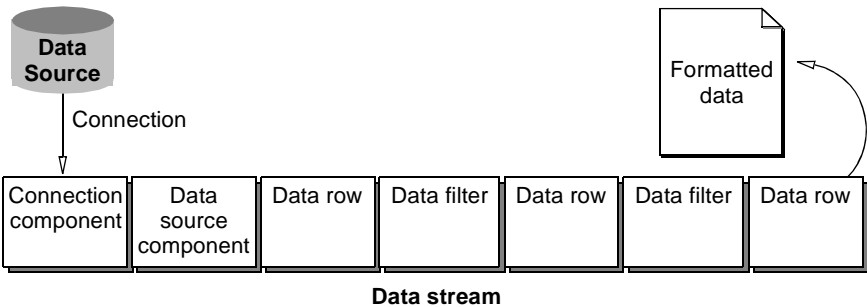 Data
Source
Connection
Formatted
data
Connection
component
Data
source
component
Data row
Data filter
Data row
Data filter
Data row
Data stream